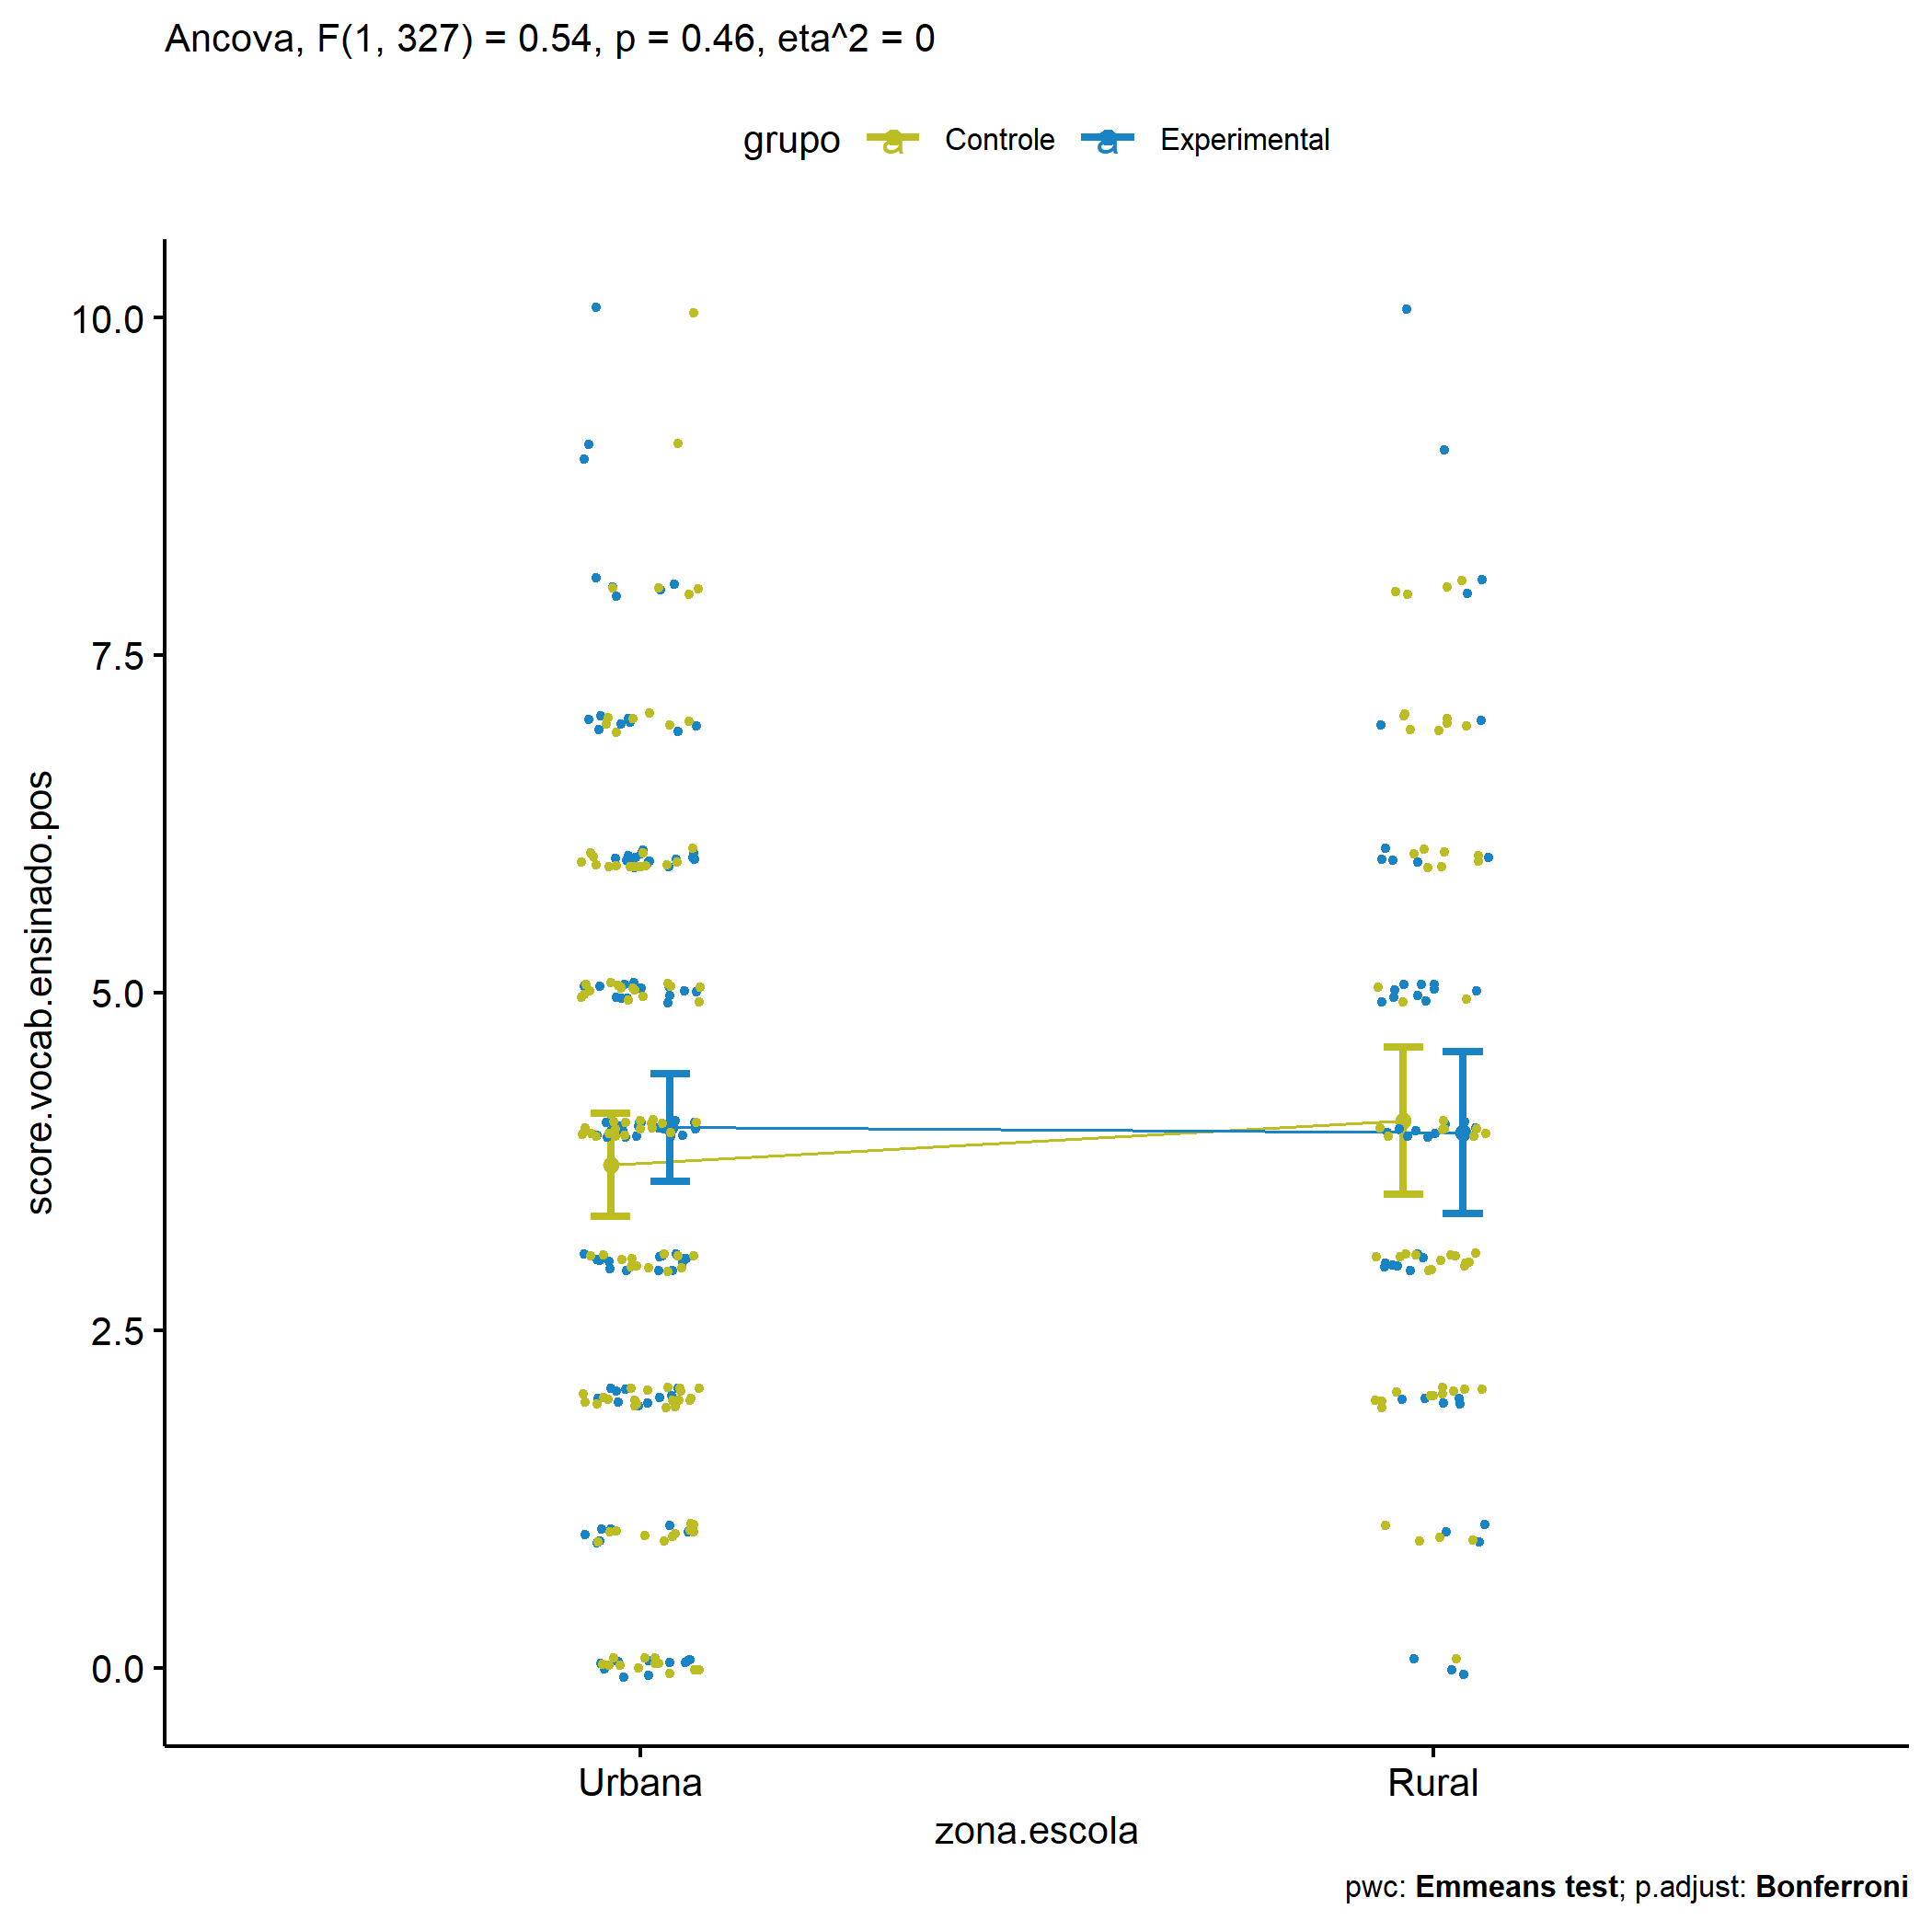 Ancova, F(1, 327) = 0.54, p = 0.46, eta^2 = 0
grupo a Controle a Experimental
10.0
7.5
5.0
2.5
0.0
score.vocab.ensinado.pos
Urbana Rural
zona.escola
pwc: Emmeans test; p.adjust: Bonferroni